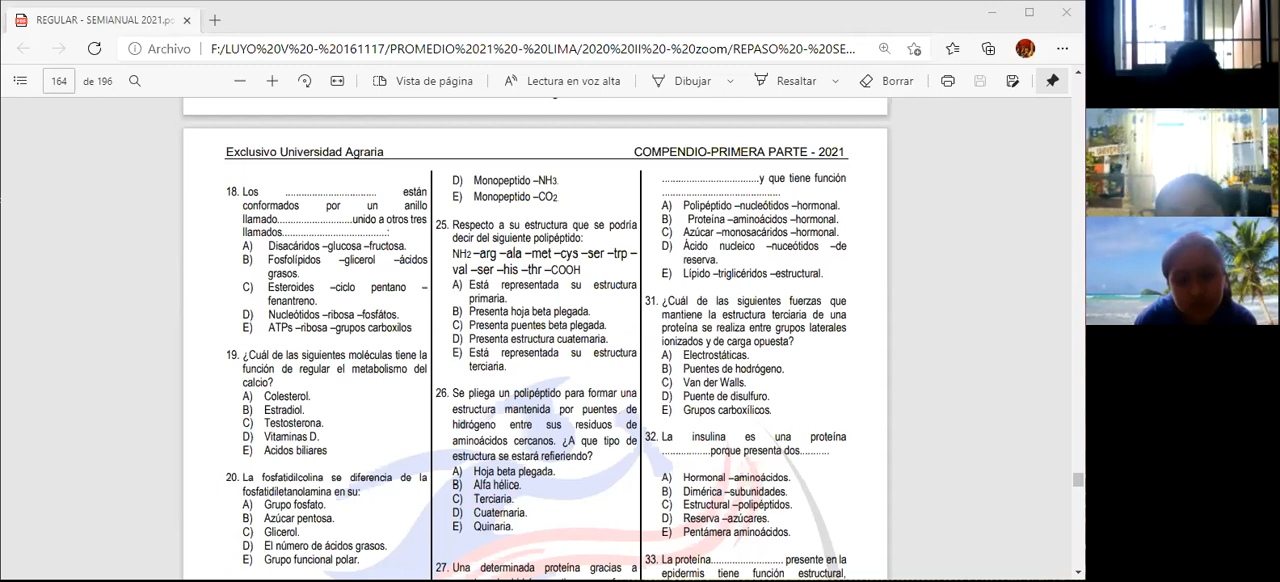 REGULAR - SEMIANUAL 2021.pc
Archivo
F:/LUYO%20V%20-%20161117/PROMEDIO%202021%20-%20LIMA/2020%20II%20-%20zoom/REPASO%20-%20SE...
164 de 196
Vista de página
Lectura en voz alta
Dibujar
Resaltar
Borrar
Exclusivo Universidad Agraria
COMPENDIO-PRIMERA PARTE - 2021
18. Los ................................ están
conformados por un anillo
llamado..........................unido a otros tres
llamados....................................:
A) Disacáridos –glucosa –fructosa.
B) Fosfolípidos –glicerol –ácidos
grasos.
C) Esteroides –ciclo pentano –
fenantreno.
D) Nucleótidos –ribosa –fosfátos.
E) ATPs –ribosa –grupos carboxilos
19. ¿Cuál de las siguientes moléculas tiene la
función de regular el metabolismo del
calcio?
A) Colesterol.
B) Estradiol.
C) Testosterona.
D) Vitaminas D.
E) Acidos biliares
20. La fosfatidilcolina se diferencia de la
fosfatidiletanolamina en su:
A) Grupo fosfato.
B) Azúcar pentosa.
C) Glicerol.
D) El número de ácidos grasos.
E) Grupo funcional polar.
D) Monopeptido –NH3.
E) Monopeptido –CO2
25. Respecto a su estructura que se podría
decir del siguiente polipéptido:
NH2 –arg –ala –met –cys –ser –trp –
val –ser –his –thr –COOH
A) Está representada su estructura
primaria.
B) Presenta hoja beta plegada.
C) Presenta puentes beta plegada.
D) Presenta estructura cuaternaria.
E) Está representada su estructura
terciaria.
26. Se pliega un polipéptido para formar una
estructura mantenida por puentes de
hidrógeno entre sus residuos de
aminoácidos cercanos. ¿A que tipo de
estructura se estará refieriendo?
A) Hoja beta plegada.
B) Alfa hélice.
C) Terciaria.
D) Cuaternaria.
E) Quinaria.
27. Una determinada proteína gracias a
..................................y que tiene función
.........................................
A) Polipéptido –nucleótidos –hormonal.
B) Proteína –aminoácidos –hormonal.
C) Azúcar –monosacáridos –hormonal.
D) Ácido nucleico –nuceótidos –de
reserva.
E) Lípido –triglicéridos –estructural.
31. ¿Cuál de las siguientes fuerzas que
mantiene la estructura terciaria de una
proteína se realiza entre grupos laterales
ionizados y de carga opuesta?
A) Electrostáticas.
B) Puentes de hodrógeno.
C) Van der Walls.
D) Puente de disulfuro.
E) Grupos carboxílicos.
32. La insulina es una proteína
.................porque presenta dos..........
A) Hormonal –aminoácidos.
B) Dimérica –subunidades.
C) Estructural –polipéptidos.
D) Reserva –azúcares.
E) Pentámera aminoácidos.
33. La proteína......................... presente en la
epidermis tiene función estructural,